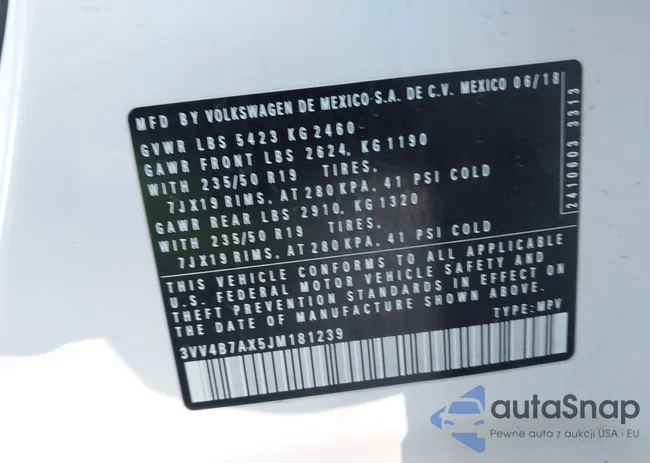 MFD BY VOLKSWAGEN DE MEXICO S.A. DE C.V. MEXICO 06/18
GVWR LBS 5423 KG 2460
GAWR FRONT LBS 2624, KG 1190
WITH 235/50 R19 TIRES.
7JX19 RIMS. AT 280 KPA. 41 PSI COLD
GAWR REAR LBS 2910, KG 1320
WITH 235/50 R19 TIRES.
7JX19 RIMS. AT 280 KPA. 41 PSI COLD
THIS VEHICLE CONFORMS TO ALL APPLICABLE
U.S. FEDERAL MOTOR VEHICLE SAFETY AND
THEFT PREVENTION STANDARDS IN EFFECT ON
THE DATE OF MANUFACTURE SHOWN ABOVE.
3VV4B7AX5JM181239 TYPE: MPV
2410603 3313
autaSnap
Pewne auta z aukcji USA i EU